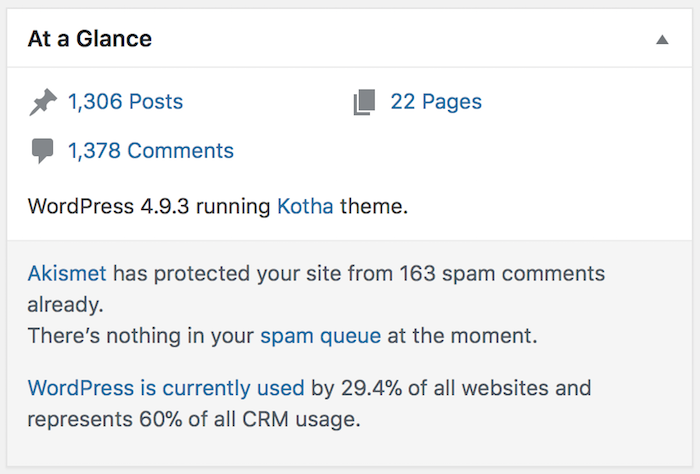 At a Glance
1,306 Posts
22 Pages
1,378 Comments
WordPress 4.9.3 running Kotha theme.
Akismet has protected your site from 163 spam comments
already.
There’s nothing in your spam queue at the moment.
WordPress is currently used by 29.4% of all websites and
represents 60% of all CRM usage.